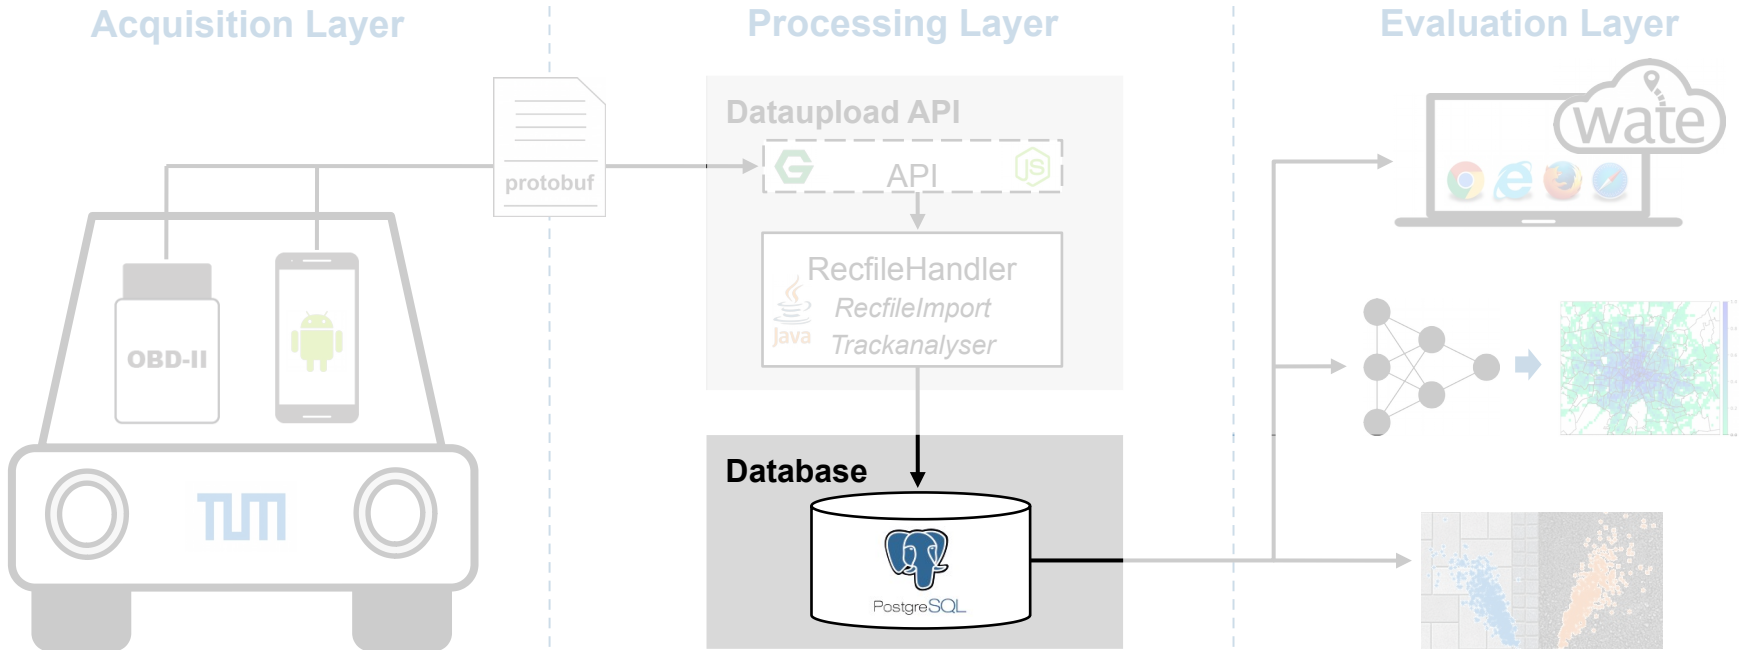 Acquisition Layer
Processing Layer
Evaluation Layer
protobuf
OBD-II
TUM
Dataupload API
API
JS
RecfileHandler
RecfileImport
Trackanalyser
Java
Database
PostgreSQL
wate